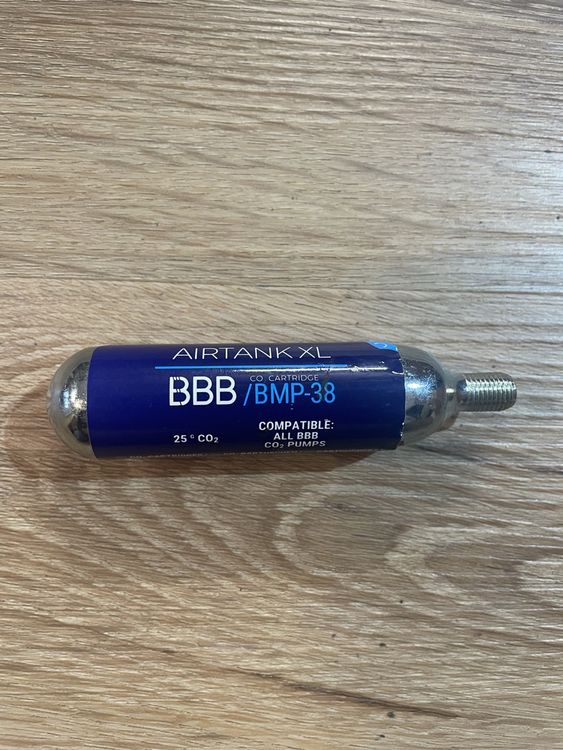 AIRTANK XL
CO₂ CARTRIDGE
BBB /BMP-38
25 G CO₂
COMPATIBLE:
ALL BBB
CO₂ PUMPS